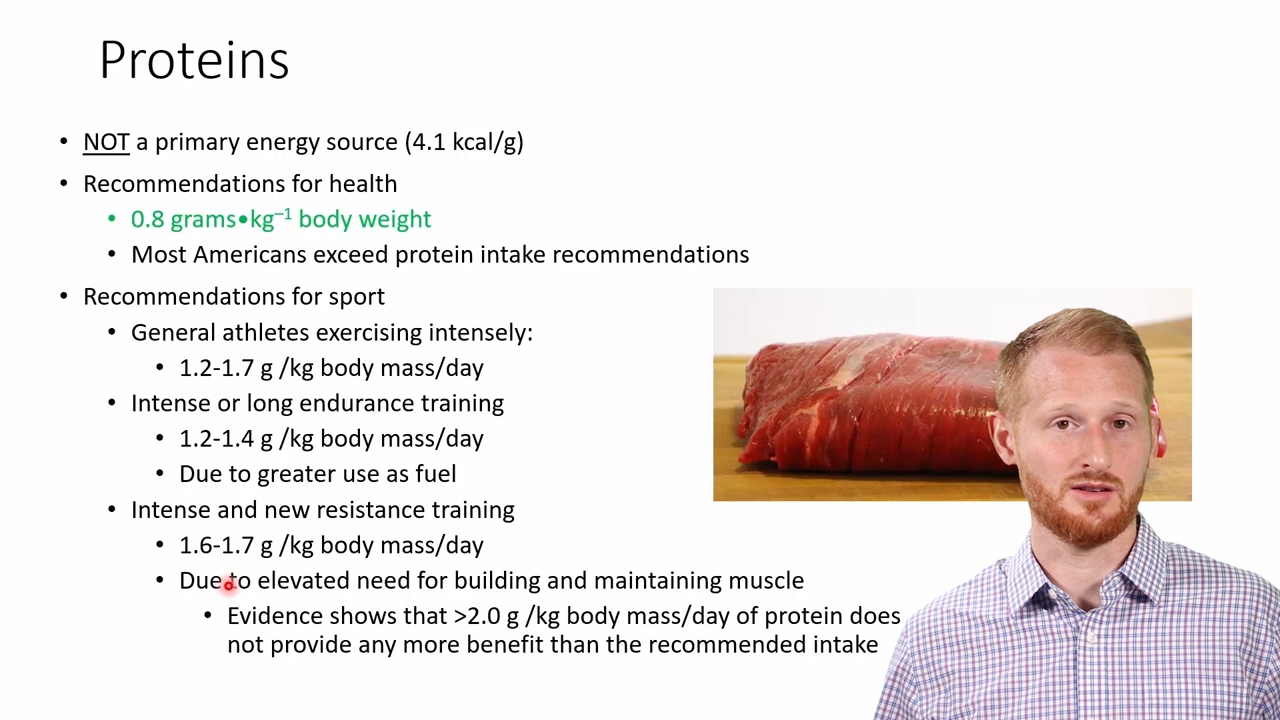 Proteins
• NOT a primary energy source (4.1 kcal/g)
• Recommendations for health
• 0.8 grams•kg⁻¹ body weight
• Most Americans exceed protein intake recommendations
• Recommendations for sport
• General athletes exercising intensely:
• 1.2-1.7 g /kg body mass/day
• Intense or long endurance training
• 1.2-1.4 g /kg body mass/day
• Due to greater use as fuel
• Intense and new resistance training
• 1.6-1.7 g /kg body mass/day
• Due to elevated need for building and maintaining muscle
• Evidence shows that >2.0 g /kg body mass/day of protein does
not provide any more benefit than the recommended intake